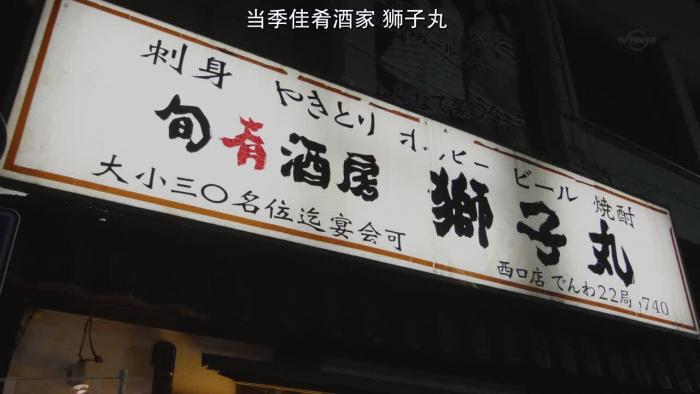 当季佳肴酒家 狮子丸
TV TOKYO
刺身 やきとり ホッピー ビール 焼酎
旬肴酒房 獅子丸
大小三〇名位迄宴会可
西口店 でんわ22局 1740